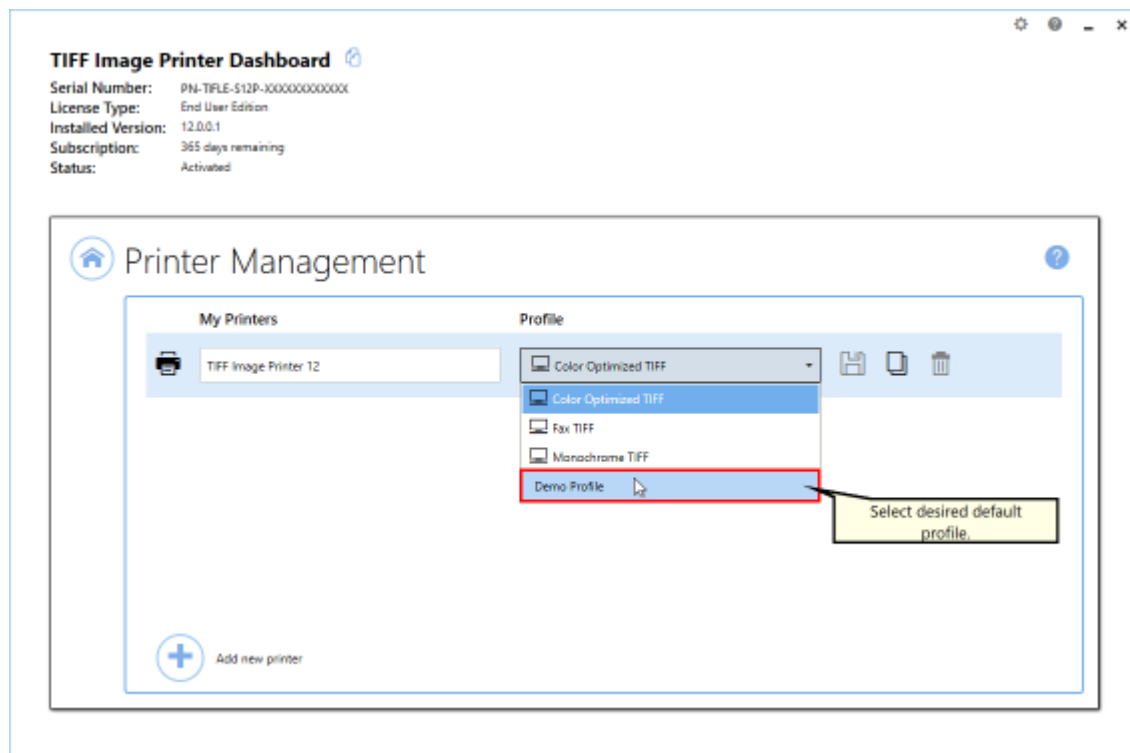 TIFF Image Printer Dashboard
Serial Number: PN-TIFLE-S12P-XXXXXXXXXXXX
License Type: End User Edition
Installed Version: 12.0.0.1
Subscription: 365 days remaining
Status: Activated
Printer Management
My Printers Profile
TIFF Image Printer 12 Color Optimized TIFF
Color Optimized TIFF
Fax TIFF
Monochrome TIFF
Demo Profile
Select desired default
profile.
Add new printer